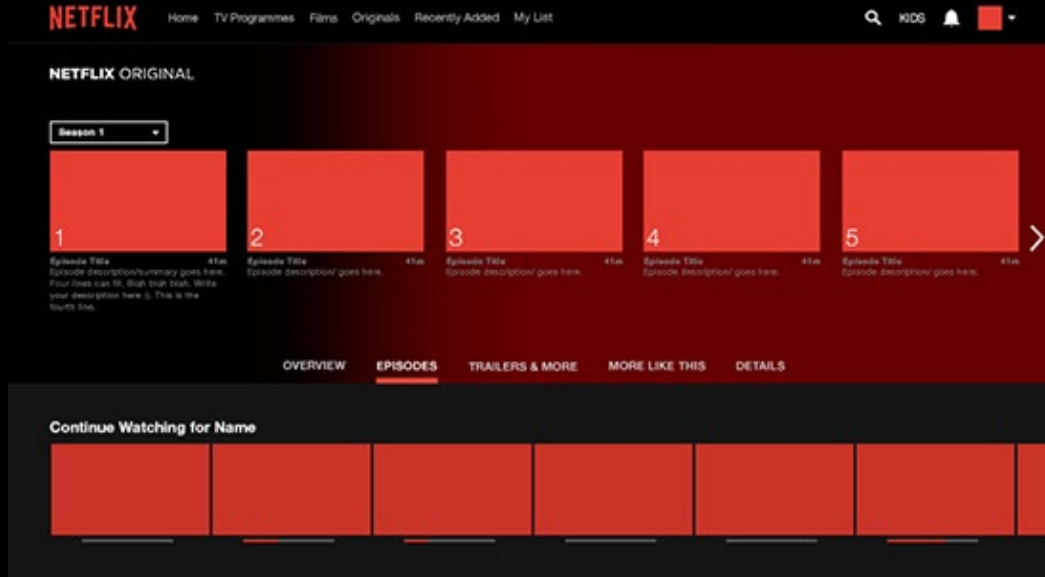 NETFLIX Home TV Programmes Films Originals Recently Added My List KIDS
NETFLIX ORIGINAL
Season 1
1
2
3
4
5
Episode Title 41m
Episode description/summary goes here.
Four lines can fit. Blah blah blah. Write
your description here :). This is the
fourth line.
Episode Title 41m
Episode description/ goes here.
Episode Title 41m
Episode description/ goes here.
Episode Title 41m
Episode description/ goes here.
Episode Title 41m
Episode description/ goes here.
OVERVIEW EPISODES TRAILERS & MORE MORE LIKE THIS DETAILS
Continue Watching for Name